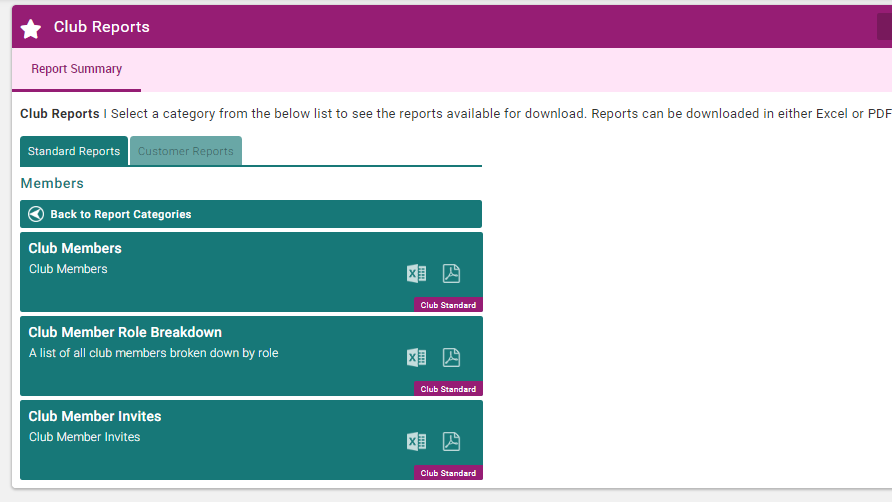 Club Reports
Report Summary
Club Reports | Select a category from the below list to see the reports available for download. Reports can be downloaded in either Excel or PDF
Standard Reports
Customer Reports
Members
Back to Report Categories
Club Members
Club Members
Club Standard
Club Member Role Breakdown
A list of all club members broken down by role
Club Standard
Club Member Invites
Club Member Invites
Club Standard